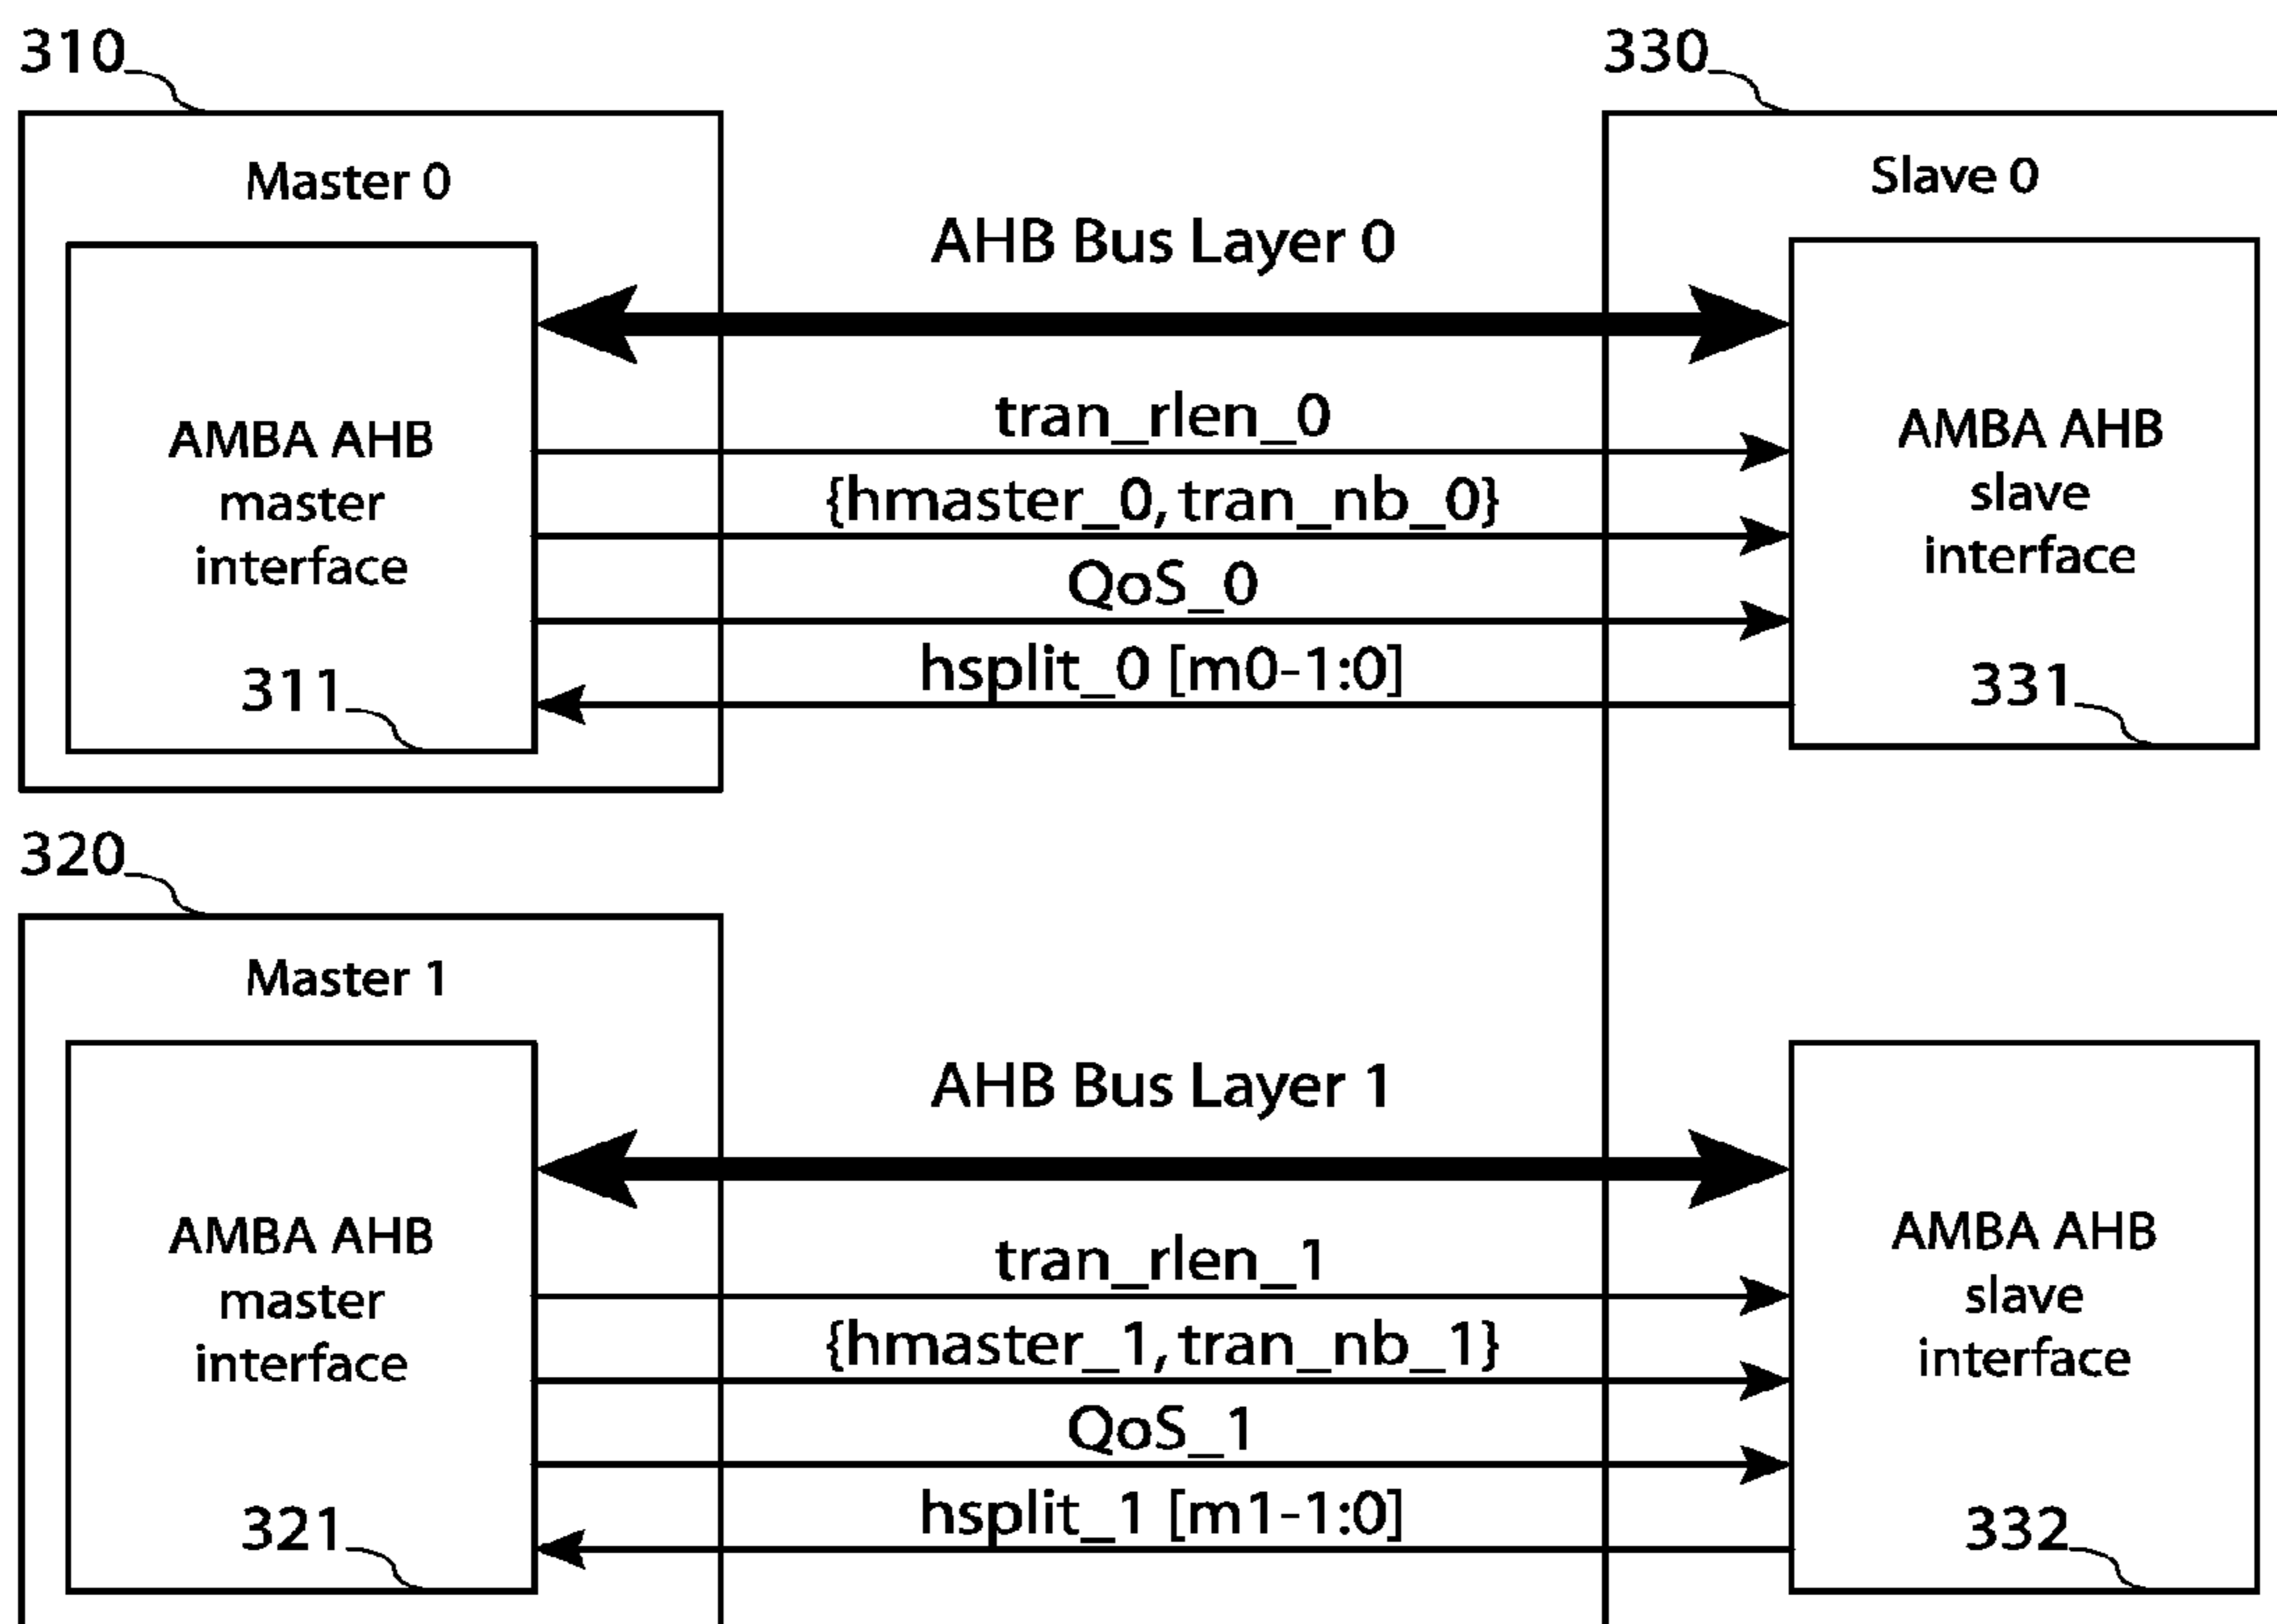 310
330
Master 0
Slave 0
AHB Bus Layer 0
AMBA AHB
master
interface
311
tran_rlen_0
{hmaster_0, tran_nb_0}
QoS_0
hsplit_0 [m0-1:0]
AMBA AHB
slave
interface
331
320
Master 1
AHB Bus Layer 1
AMBA AHB
master
interface
321
tran_rlen_1
{hmaster_1, tran_nb_1}
QoS_1
hsplit_1 [m1-1:0]
AMBA AHB
slave
interface
332